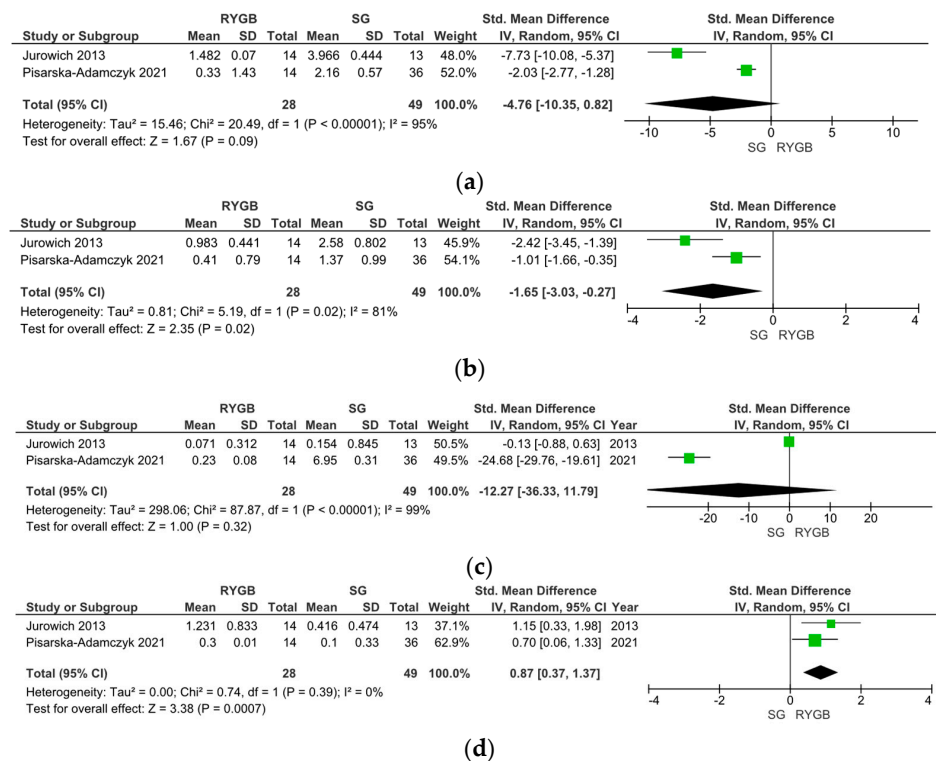 RYGB SG Std. Mean Difference Std. Mean Difference
Study or Subgroup Mean SD Total Mean SD Total Weight IV, Random, 95% CI IV, Random, 95% CI
Jurowich 2013 1.482 0.07 14 3.966 0.444 13 48.0% -7.73 [-10.08, -5.37]
Pisarska-Adamczyk 2021 0.33 1.43 14 2.16 0.57 36 52.0% -2.03 [-2.77, -1.28]
Total (95% CI) 28 49 100.0% -4.76 [-10.35, 0.82]
Heterogeneity: Tau² = 15.46; Chi² = 20.49, df = 1 (P < 0.00001); I² = 95%
Test for overall effect: Z = 1.67 (P = 0.09)
-10 -5 0 5 10
SG RYGB
(a)
RYGB SG Std. Mean Difference Std. Mean Difference
Study or Subgroup Mean SD Total Mean SD Total Weight IV, Random, 95% CI IV, Random, 95% CI
Jurowich 2013 0.983 0.441 14 2.58 0.802 13 45.9% -2.42 [-3.45, -1.39]
Pisarska-Adamczyk 2021 0.41 0.79 14 1.37 0.99 36 54.1% -1.01 [-1.66, -0.35]
Total (95% CI) 28 49 100.0% -1.65 [-3.03, -0.27]
Heterogeneity: Tau² = 0.81; Chi² = 5.19, df = 1 (P = 0.02); I² = 81%
Test for overall effect: Z = 2.35 (P = 0.02)
-4 -2 0 2 4
SG RYGB
(b)
RYGB SG Std. Mean Difference Std. Mean Difference
Study or Subgroup Mean SD Total Mean SD Total Weight IV, Random, 95% CI Year IV, Random, 95% CI
Jurowich 2013 0.071 0.312 14 0.154 0.845 13 50.5% -0.13 [-0.88, 0.63] 2013
Pisarska-Adamczyk 2021 0.23 0.08 14 6.95 0.31 36 49.5% -24.68 [-29.76, -19.61] 2021
Total (95% CI) 28 49 100.0% -12.27 [-36.33, 11.79]
Heterogeneity: Tau² = 298.06; Chi² = 87.87, df = 1 (P < 0.00001); I² = 99%
Test for overall effect: Z = 1.00 (P = 0.32)
-20 -10 0 10 20
SG RYGB
(c)
RYGB SG Std. Mean Difference Std. Mean Difference
Study or Subgroup Mean SD Total Mean SD Total Weight IV, Random, 95% CI Year IV, Random, 95% CI
Jurowich 2013 1.231 0.833 14 0.416 0.474 13 37.1% 1.15 [0.33, 1.98] 2013
Pisarska-Adamczyk 2021 0.3 0.01 14 0.1 0.33 36 62.9% 0.70 [0.06, 1.33] 2021
Total (95% CI) 28 49 100.0% 0.87 [0.37, 1.37]
Heterogeneity: Tau² = 0.00; Chi² = 0.74, df = 1 (P = 0.39); I² = 0%
Test for overall effect: Z = 3.38 (P = 0.0007)
-4 -2 0 2 4
SG RYGB
(d)